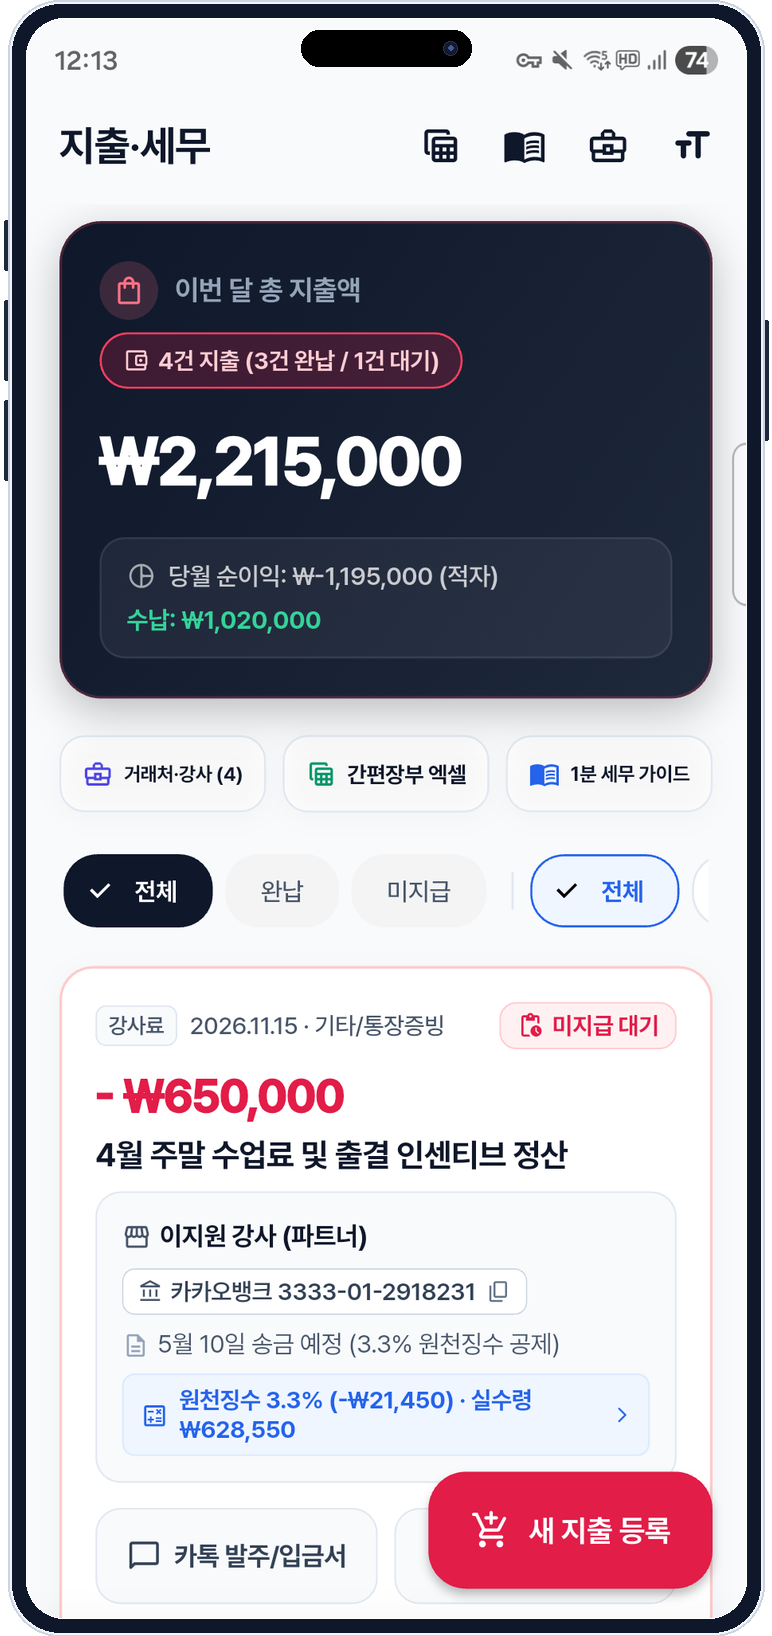 12:13
HD
74
지출·세무
이번 달 총 지출액
4건 지출 (3건 완납 / 1건 대기)
₩2,215,000
당월 순이익: ₩-1,195,000 (적자)
수납: ₩1,020,000
거래처·강사 (4)
간편장부 엑셀
1분 세무 가이드
전체
완납
미지급
전체
강사료
2026.11.15 · 기타/통장증빙
미지급 대기
- ₩650,000
4월 주말 수업료 및 출결 인센티브 정산
이지원 강사 (파트너)
카카오뱅크 3333-01-2918231
5월 10일 송금 예정 (3.3% 원천징수 공제)
원천징수 3.3% (-₩21,450) · 실수령
₩628,550
카톡 발주/입금서
새 지출 등록